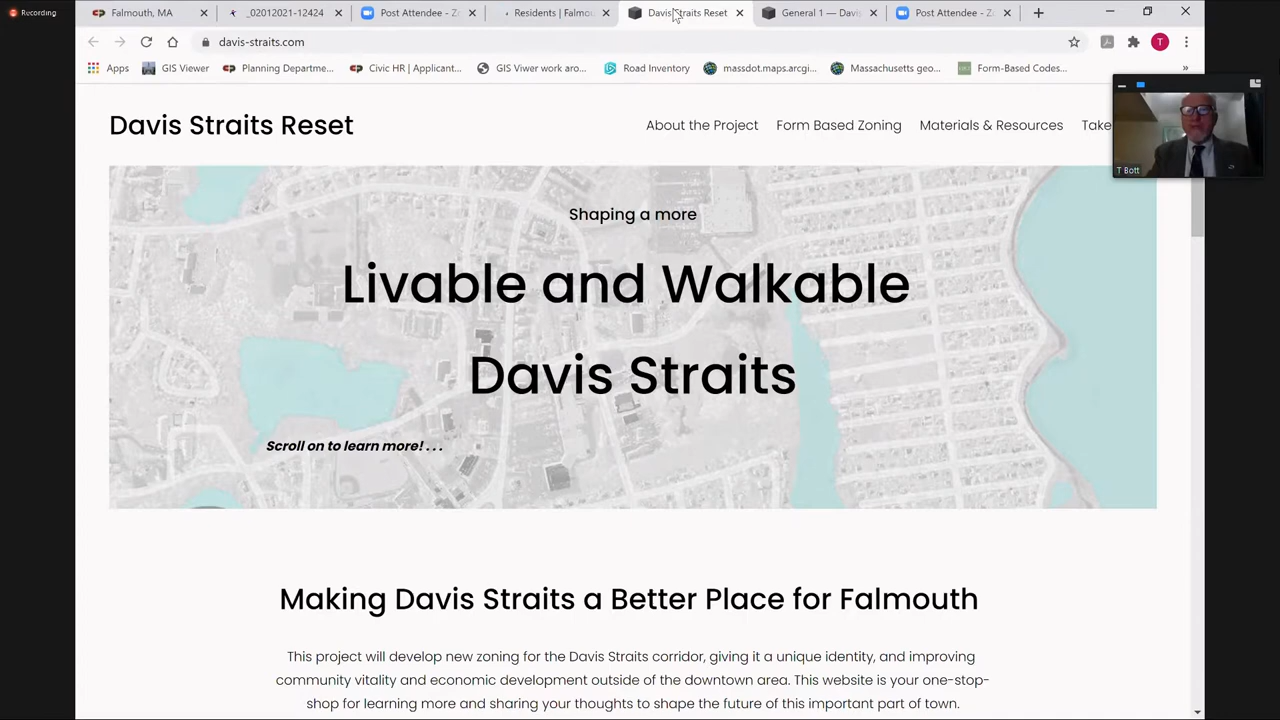 Recording
Falmouth, MA
_02012021-12424
Post Attendee - Zo
Residents | Falmou
Davis Straits Reset
General 1 — Davis
Post Attendee - Zo
davis-straits.com
T
Apps
GIS Viewer
Planning Departme...
Civic HR | Applicant...
GIS Viwer work aro...
Road Inventory
massdot.maps.arcgi...
Massachusetts geo...
Form-Based Codes...
»
Davis Straits Reset
About the Project
Form Based Zoning
Materials & Resources
Take
T Bott
Shaping a more
Livable and Walkable
Davis Straits
Scroll on to learn more! . . .
Making Davis Straits a Better Place for Falmouth
This project will develop new zoning for the Davis Straits corridor, giving it a unique identity, and improving
community vitality and economic development outside of the downtown area. This website is your one-stop-
shop for learning more and sharing your thoughts to shape the future of this important part of town.